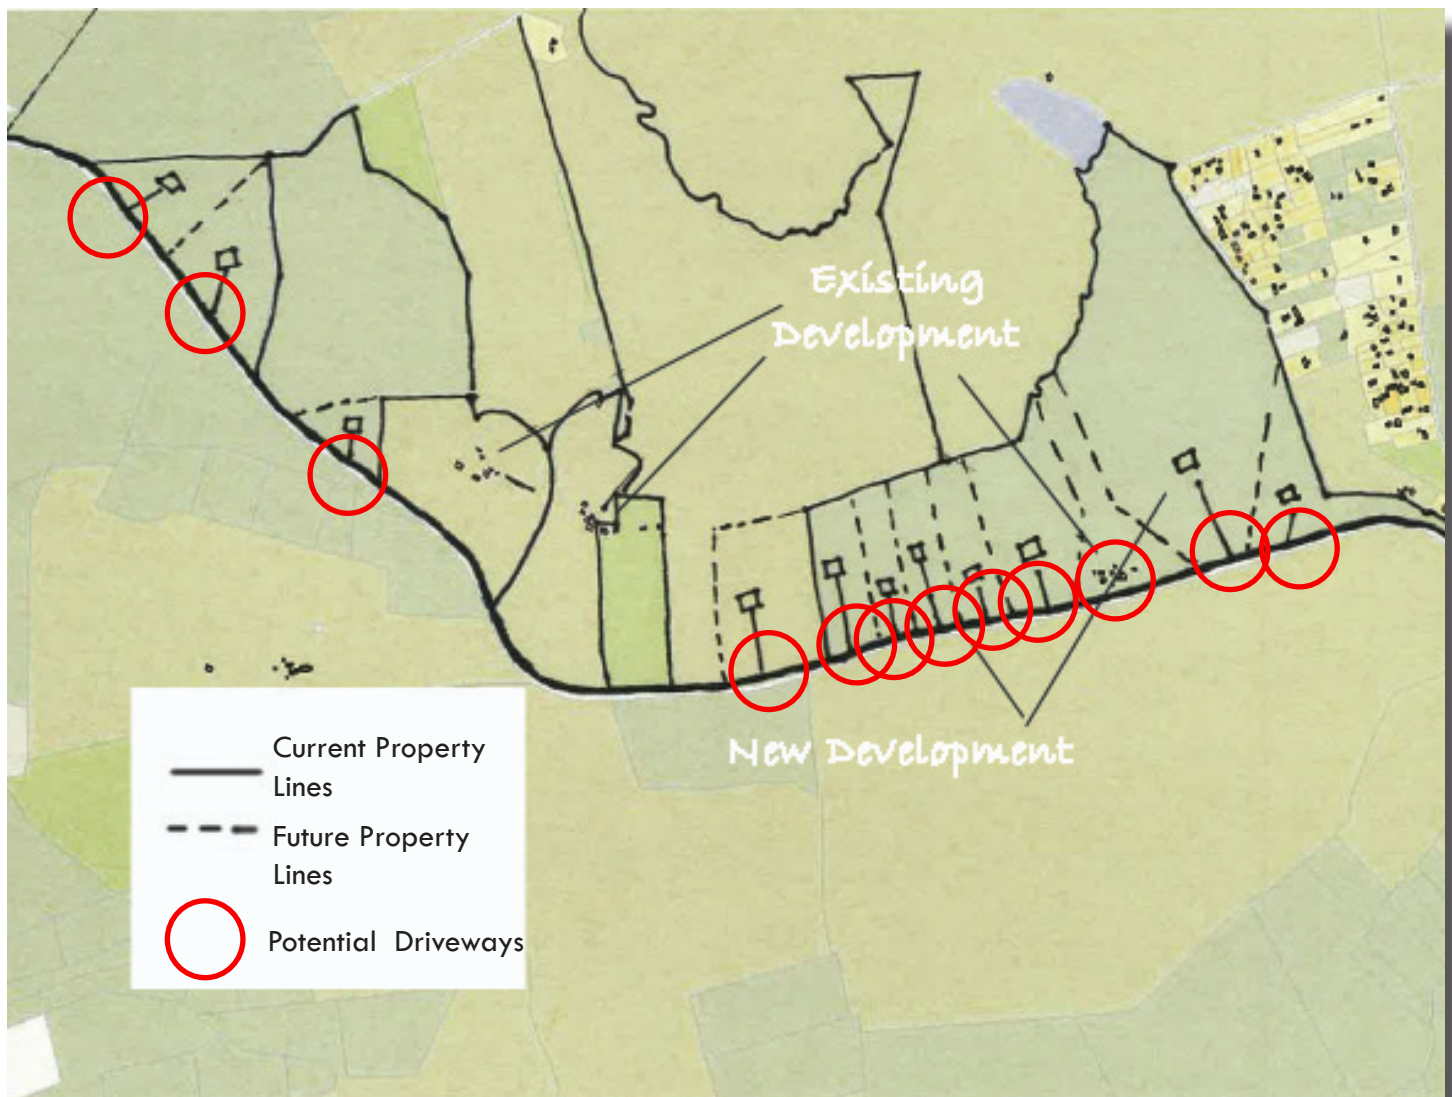 Existing
Development
New Development
Current Property
Lines
Future Property
Lines
Potential Driveways